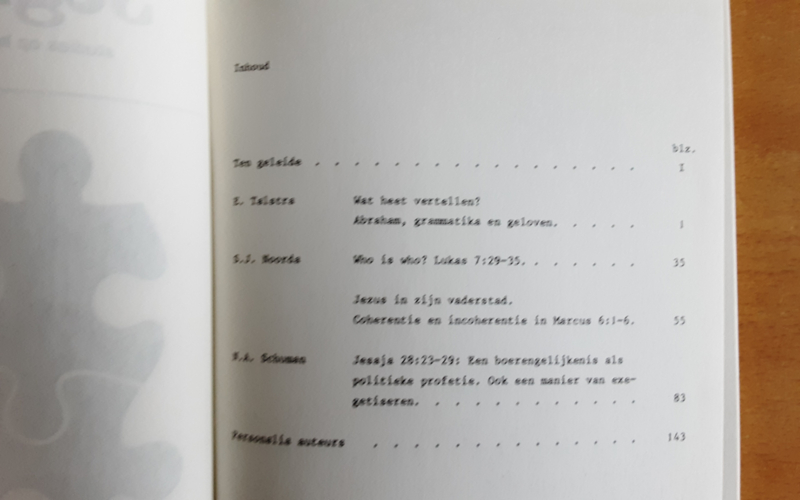 Inhoud
blz.
Ten geleide . . . . . . . . . . . . . . . . . I
E. Talstra Wat heet vertellen?
Abraham, grammatika en geloven. . . . . 1
S.J. Noorda Who is who? Lukas 7:29-35. . . . . . . 35
Jezus in zijn vaderstad.
Coherentie en incoherentie in Marcus 6:1-6. 55
N.A. Schuman Jesaja 28:23-29: Een boerengelijkenis als
politieke profetie. Ook een manier van exe-
getiseren. . . . . . . . . . . . 83
Personalia auteurs . . . . . . . . . . . . . . 143